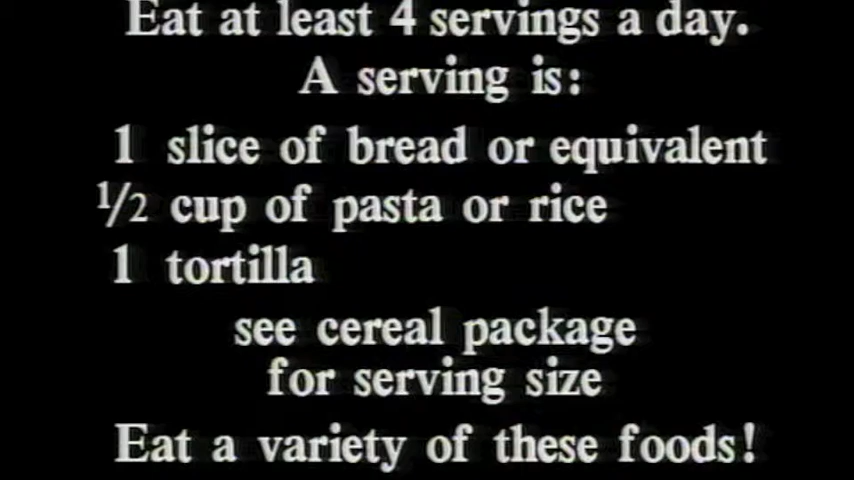 Eat at least 4 servings a day.
A serving is:
1 slice of bread or equivalent
1/2 cup of pasta or rice
1 tortilla
see cereal package
for serving size
Eat a variety of these foods!